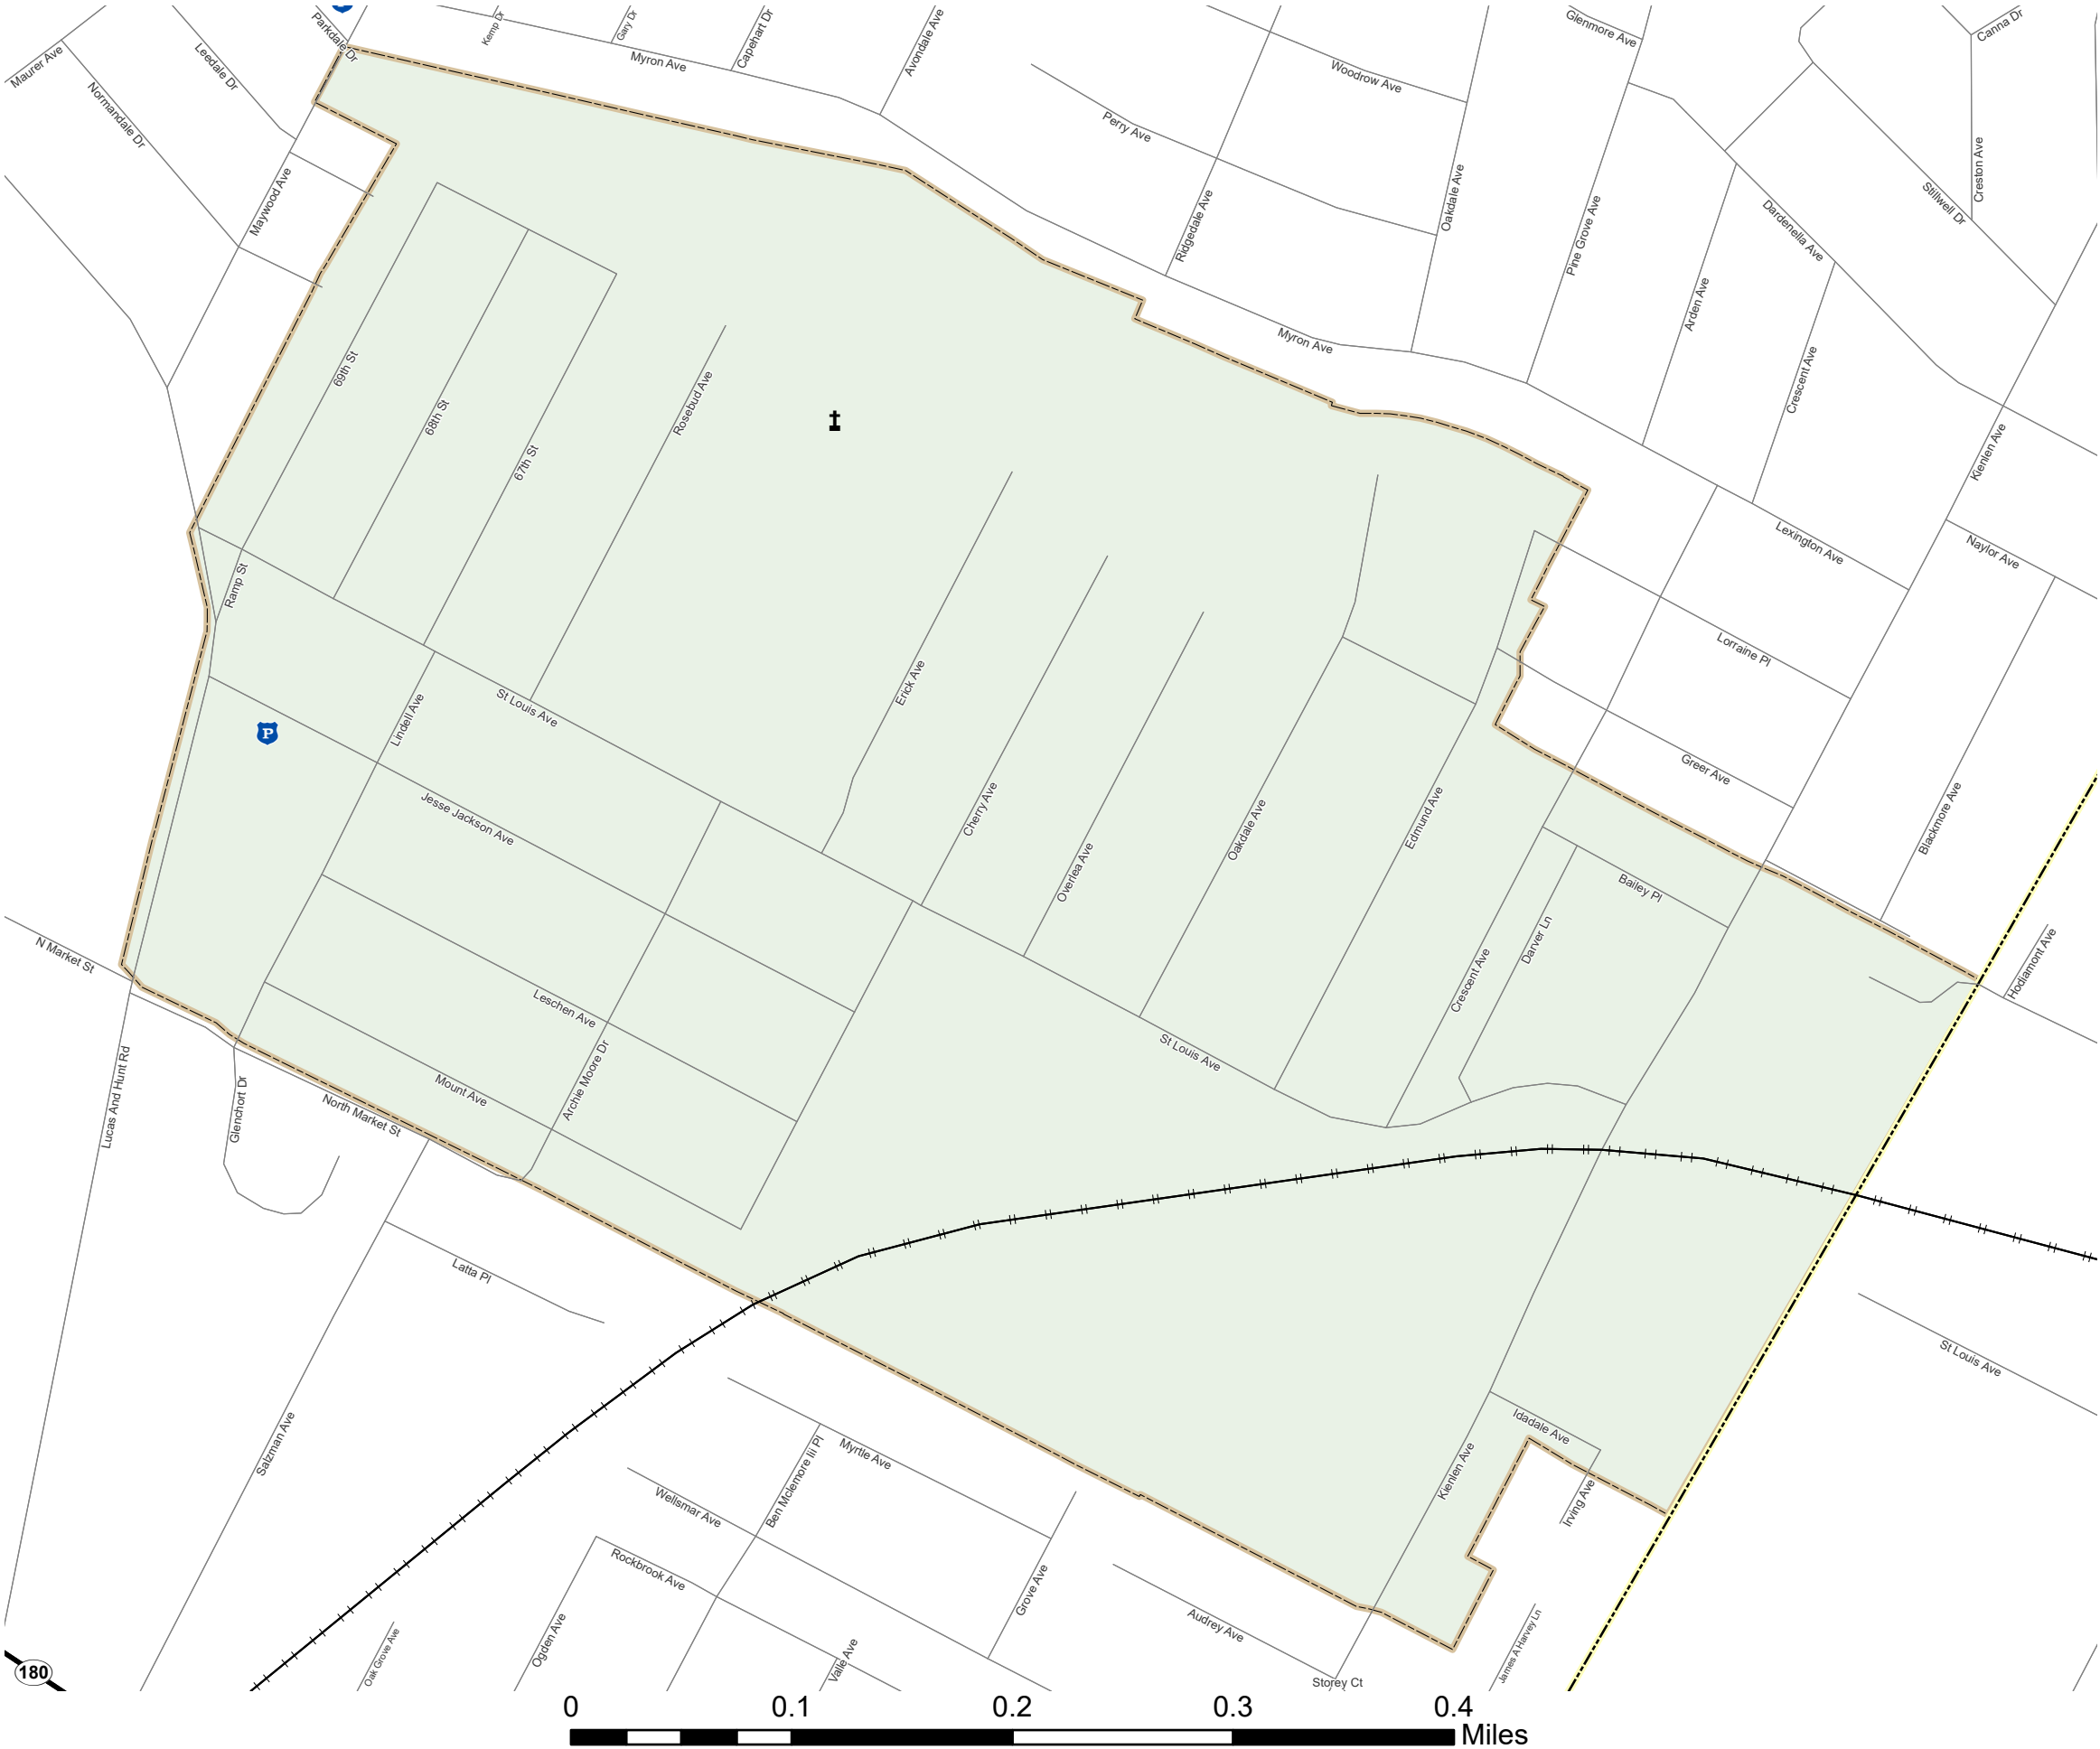 Maurer Ave
Leedale Dr
Parkdale Dr
Kemp Dr
Gary Dr
Capehart Dr
Avondale Ave
Myron Ave
Normandale Dr
Maywood Ave
Perry Ave
Woodrow Ave
Glenmore Ave
Canna Dr
Ridgedale Ave
Oakdale Ave
Pine Grove Ave
Dardenella Ave
Stillwell Dr
Creston Ave
Arden Ave
Crescent Ave
Myron Ave
69th St
68th St
67th St
Rosebud Ave
Kienlen Ave
Lexington Ave
Naylor Ave
Ramp St
Lindell Ave
St Louis Ave
Erick Ave
Cherry Ave
Overlea Ave
Oakdale Ave
Edmund Ave
Lorraine Pl
Greer Ave
Blackmore Ave
P
Jesse Jackson Ave
Bailey Pl
Darver Ln
Crescent Ave
Hodiamont Ave
N Market St
Leschen Ave
Archie Moore Dr
St Louis Ave
Lucas And Hunt Rd
Glenchort Dr
Mount Ave
North Market St
Latta Pl
St Louis Ave
Salzman Ave
Myrtle Ave
Ben Mclemore Iii Pl
Wellsmar Ave
Idadale Ave
Kienlen Ave
Irving Ave
Rockbrook Ave
Grove Ave
Audrey Ave
Ogden Ave
Oak Grove Ave
Valle Ave
James A Harvey Ln
Storey Ct
180
0 0.1 0.2 0.3 0.4
Miles